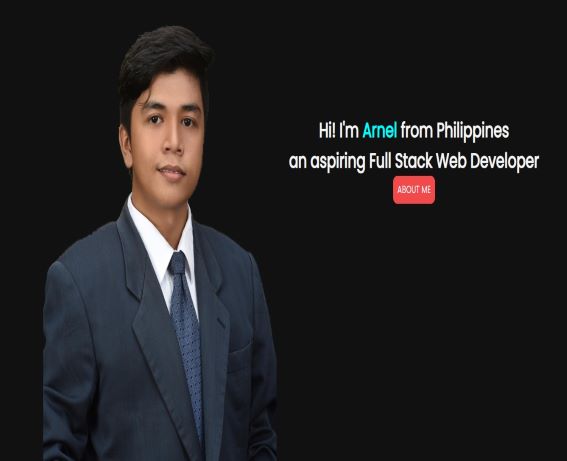 Hi! I'm Arnel from Philippines
an aspiring Full Stack Web Developer
ABOUT ME